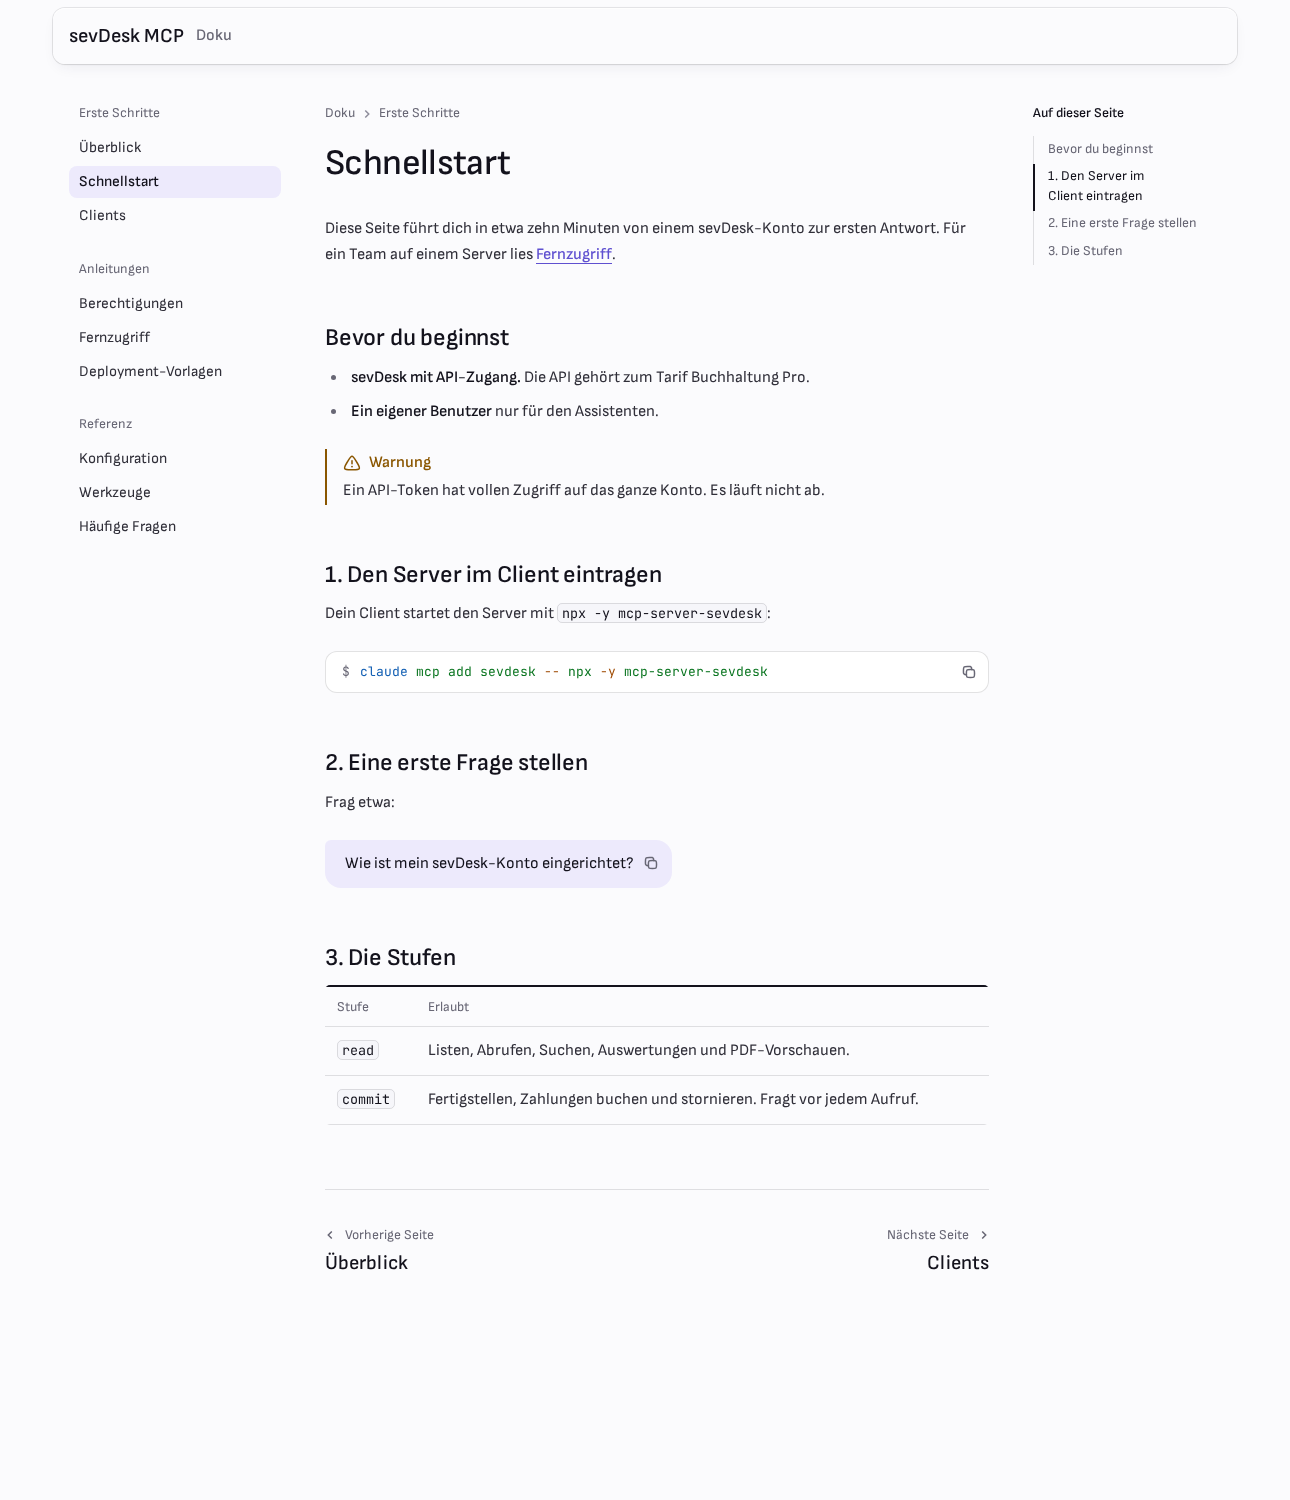 sevDesk MCP Doku
Erste Schritte
Überblick
Schnellstart
Clients
Anleitungen
Berechtigungen
Fernzugriff
Deployment-Vorlagen
Referenz
Konfiguration
Werkzeuge
Häufige Fragen
Doku > Erste Schritte
Schnellstart
Diese Seite führt dich in etwa zehn Minuten von einem sevDesk-Konto zur ersten Antwort. Für
ein Team auf einem Server lies Fernzugriff.
Bevor du beginnst
• sevDesk mit API-Zugang. Die API gehört zum Tarif Buchhaltung Pro.
• Ein eigener Benutzer nur für den Assistenten.
Warnung
Ein API-Token hat vollen Zugriff auf das ganze Konto. Es läuft nicht ab.
1. Den Server im Client eintragen
Dein Client startet den Server mit npx -y mcp-server-sevdesk:
$ claude mcp add sevdesk -- npx -y mcp-server-sevdesk
2. Eine erste Frage stellen
Frag etwa:
Wie ist mein sevDesk-Konto eingerichtet?
3. Die Stufen
Stufe Erlaubt
read Listen, Abrufen, Suchen, Auswertungen und PDF-Vorschauen.
commit Fertigstellen, Zahlungen buchen und stornieren. Fragt vor jedem Aufruf.
Vorherige Seite
Überblick
Nächste Seite
Clients
Auf dieser Seite
Bevor du beginnst
1. Den Server im
Client eintragen
2. Eine erste Frage stellen
3. Die Stufen